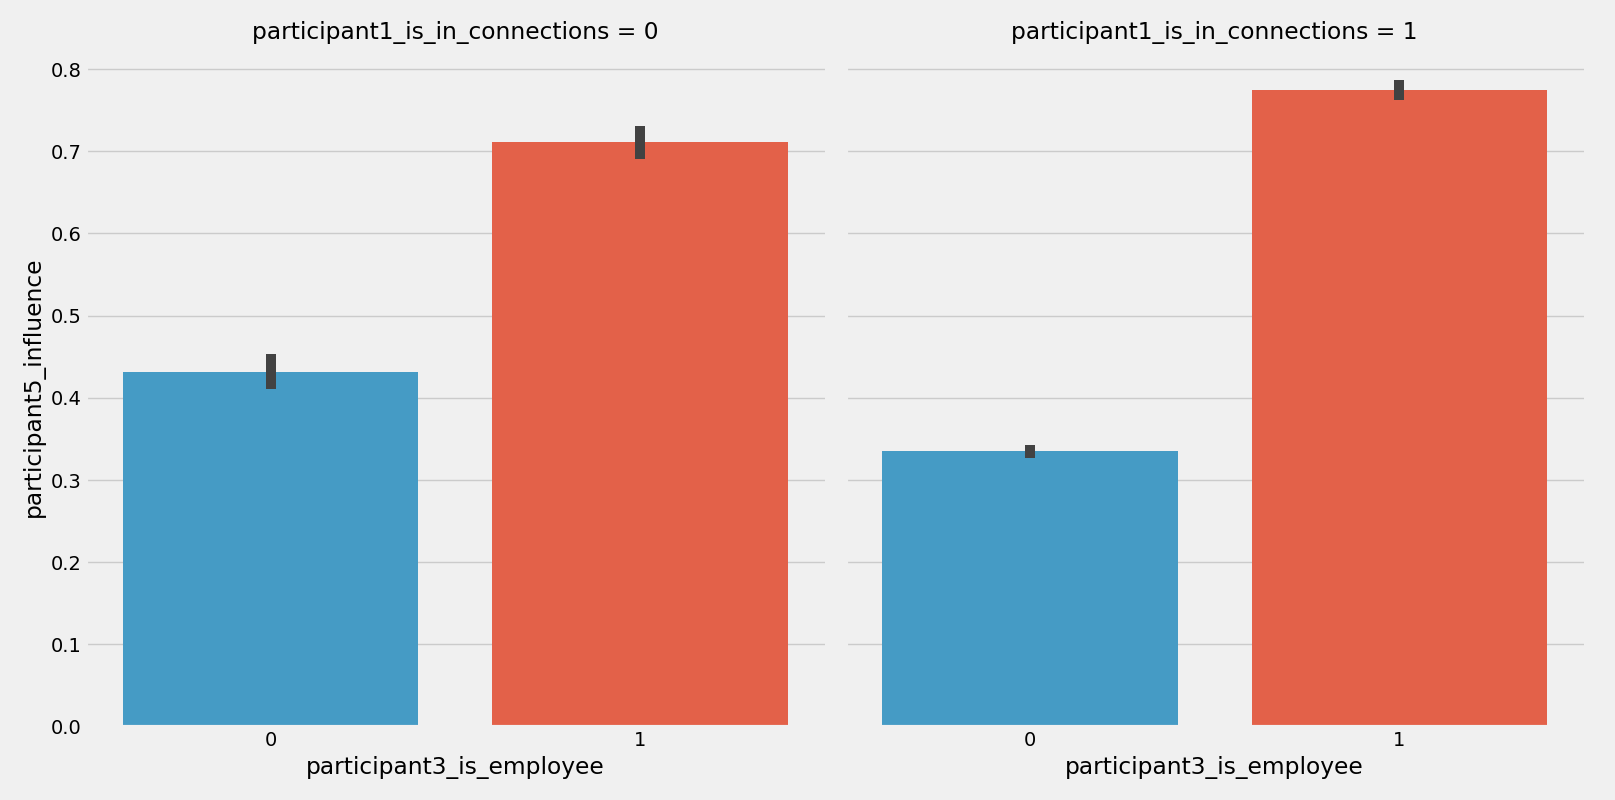 participant1_is_in_connections = 0
participant1_is_in_connections = 1
participant5_influence
0.8
0.7
0.6
0.5
0.4
0.3
0.2
0.1
0.0
0 1
0 1
participant3_is_employee
participant3_is_employee